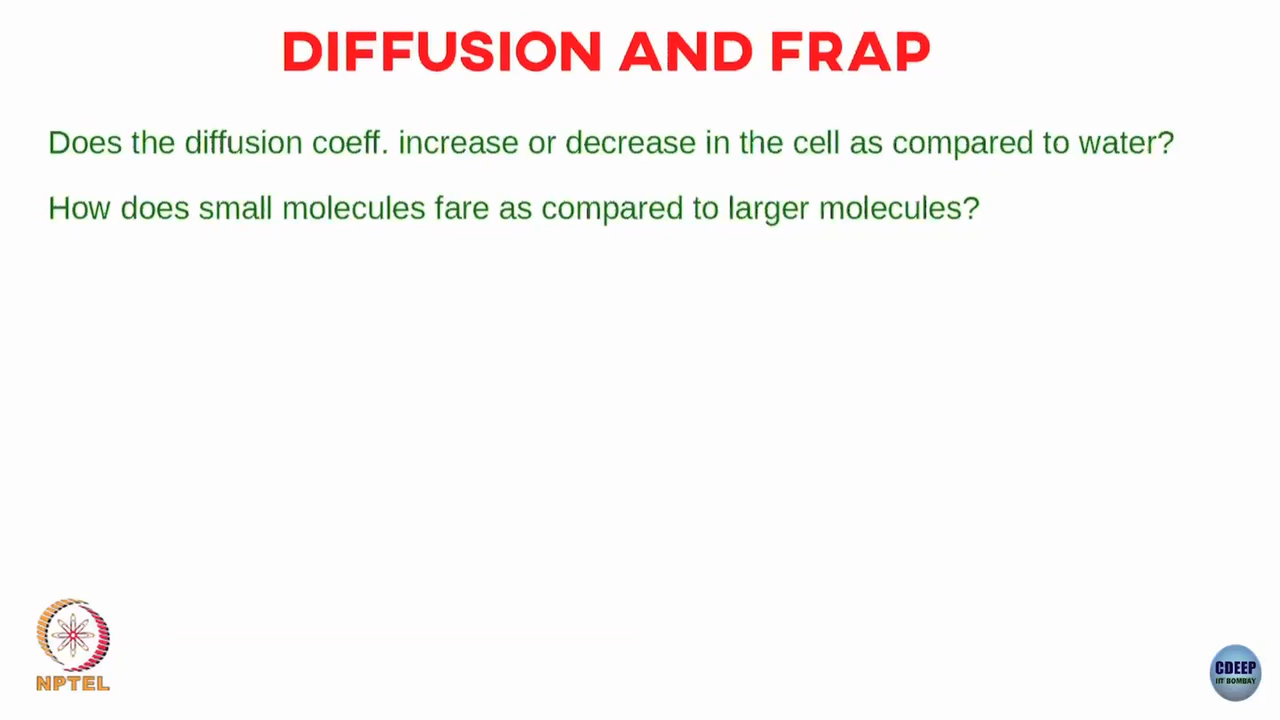 DIFFUSION AND FRAP
Does the diffusion coeff. increase or decrease in the cell as compared to water?
How does small molecules fare as compared to larger molecules?
NPTEL
CDEEP
IIT BOMBAY